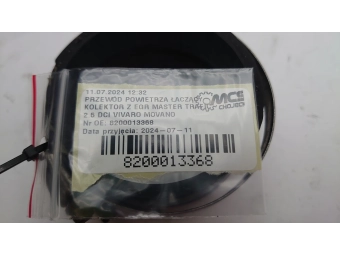 11.07.2024 12:32
PRZEWÓD POWIETRZA ŁĄCZĄCY
KOLEKTOR Z EGR MASTER TRAFIC
2.5 DCI VIVARO MOVANO
Nr OE: 8200013368
Data przyjęcia: 2024-07-11
8200013368
MCE